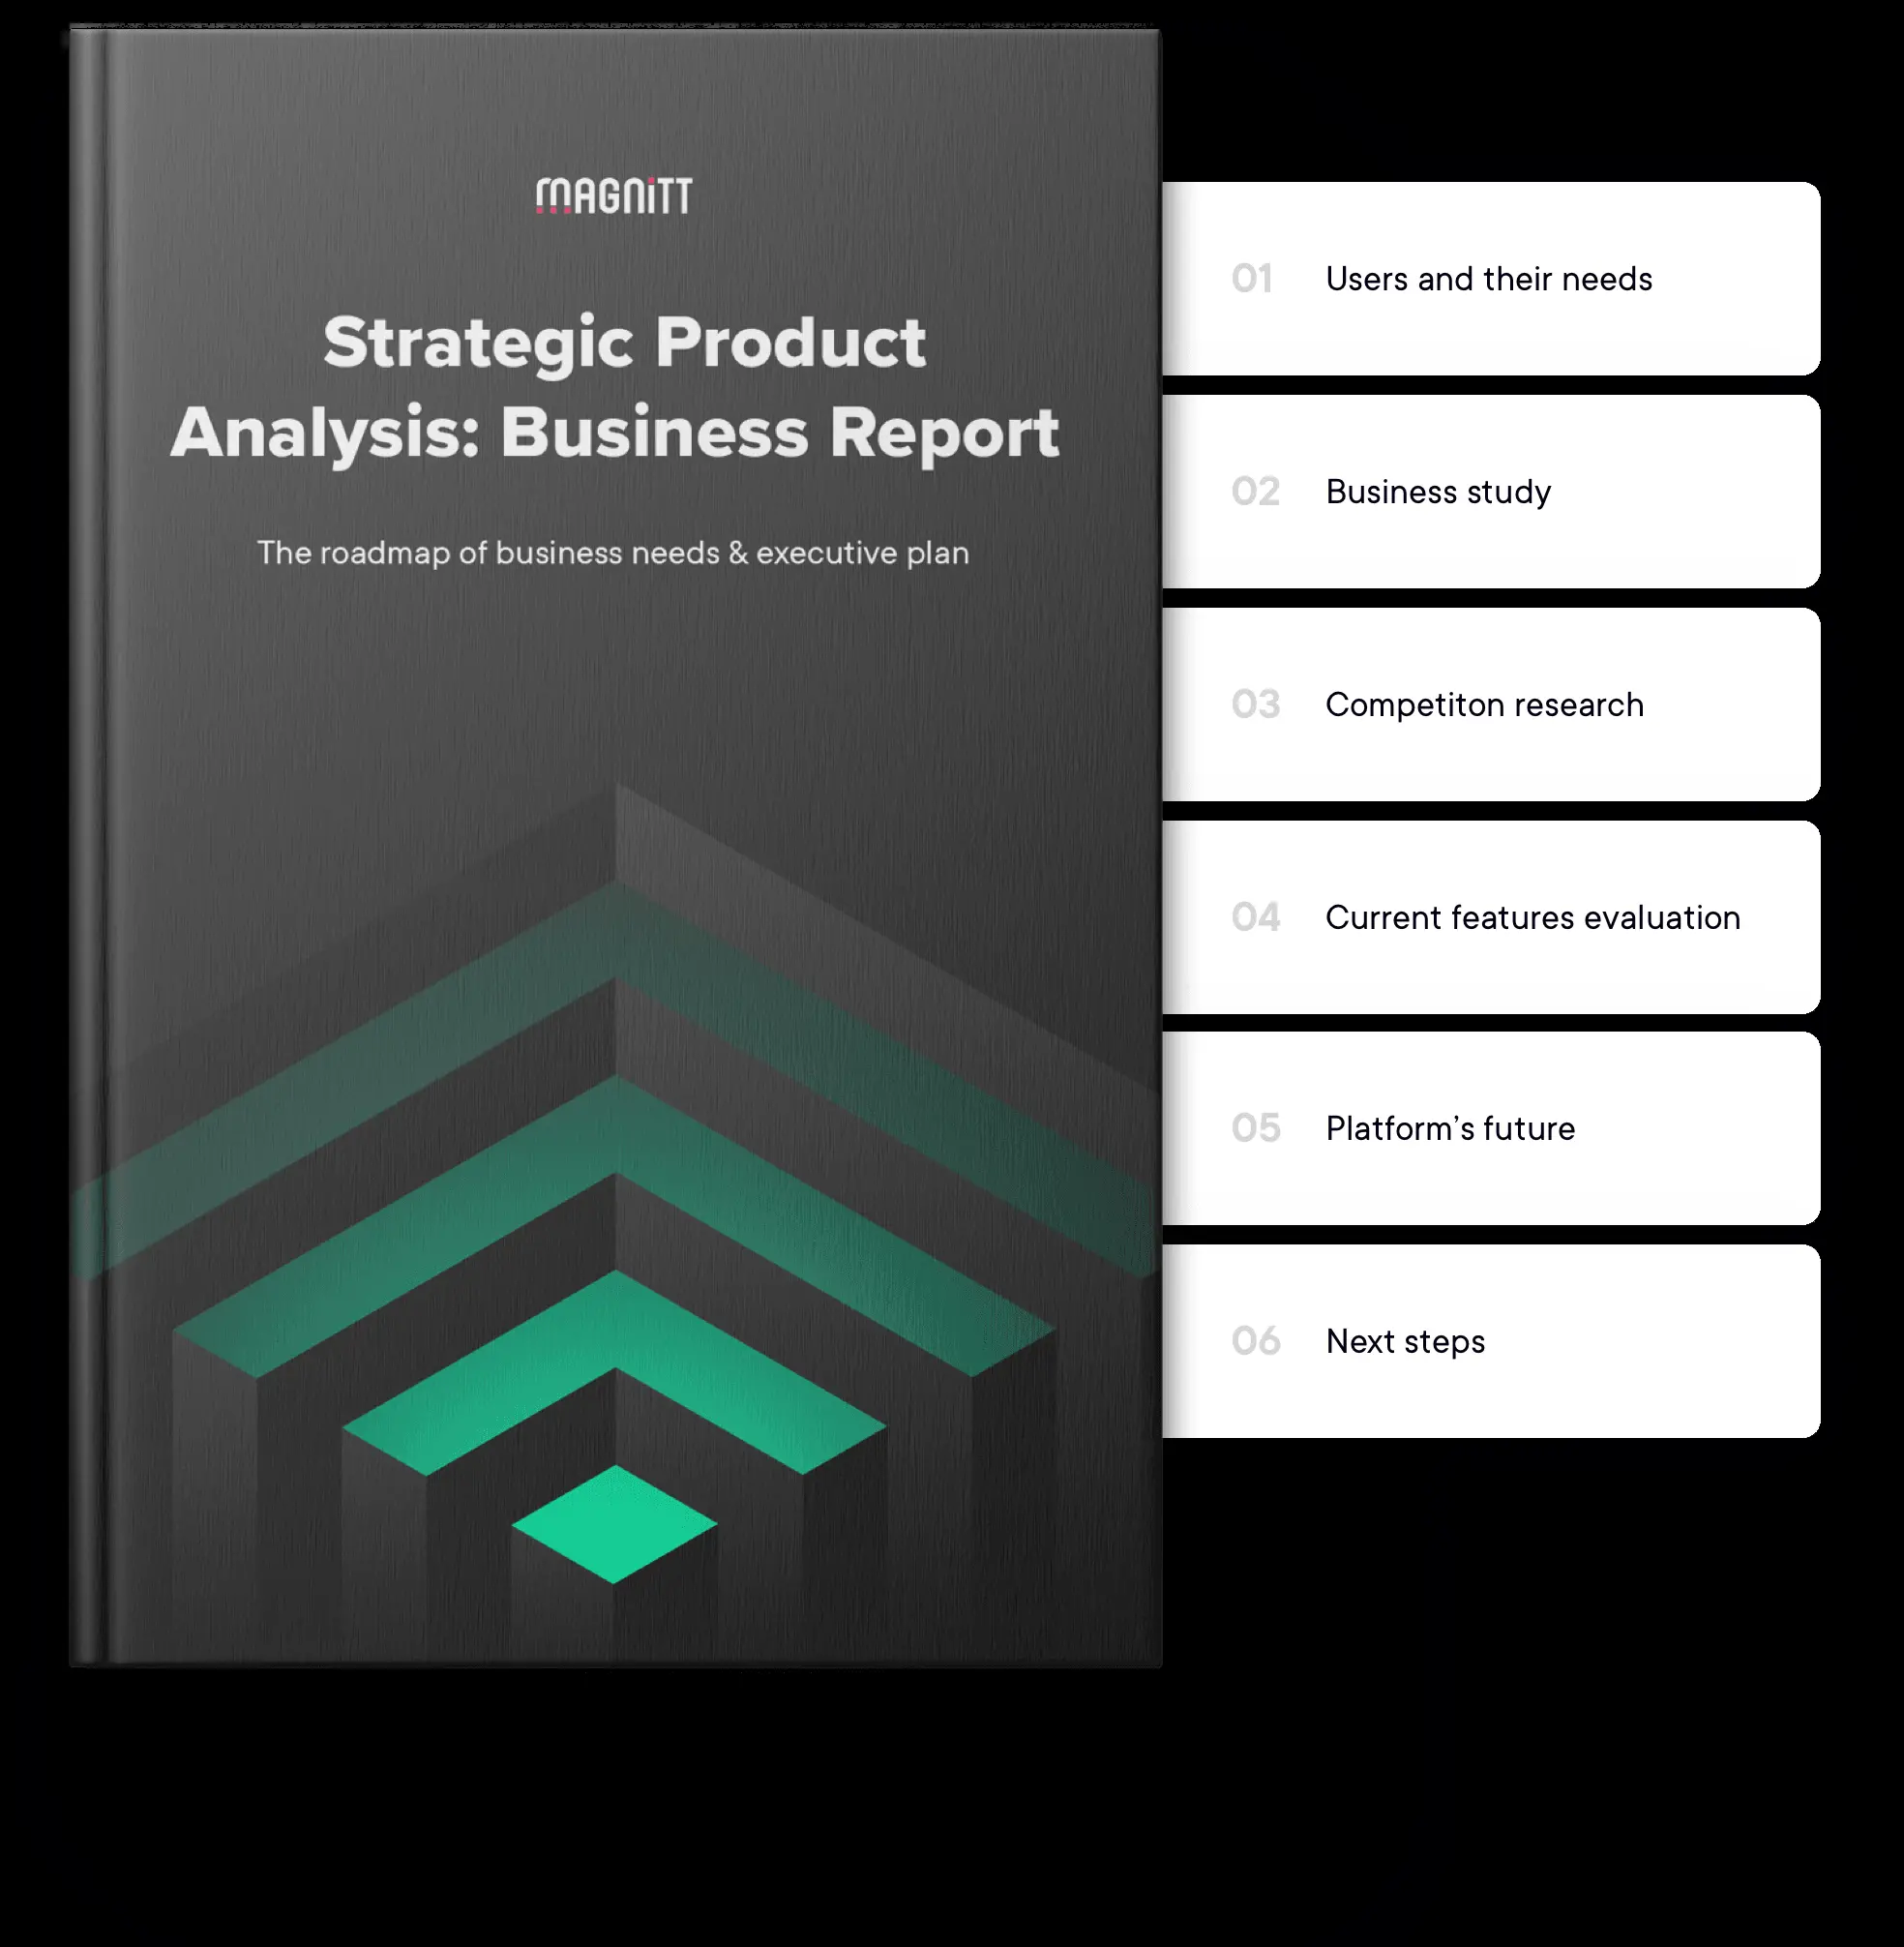 MAGNiTT
Strategic Product
Analysis: Business Report
The roadmap of business needs & executive plan
01 Users and their needs
02 Business study
03 Competiton research
04 Current features evaluation
05 Platform’s future
06 Next steps